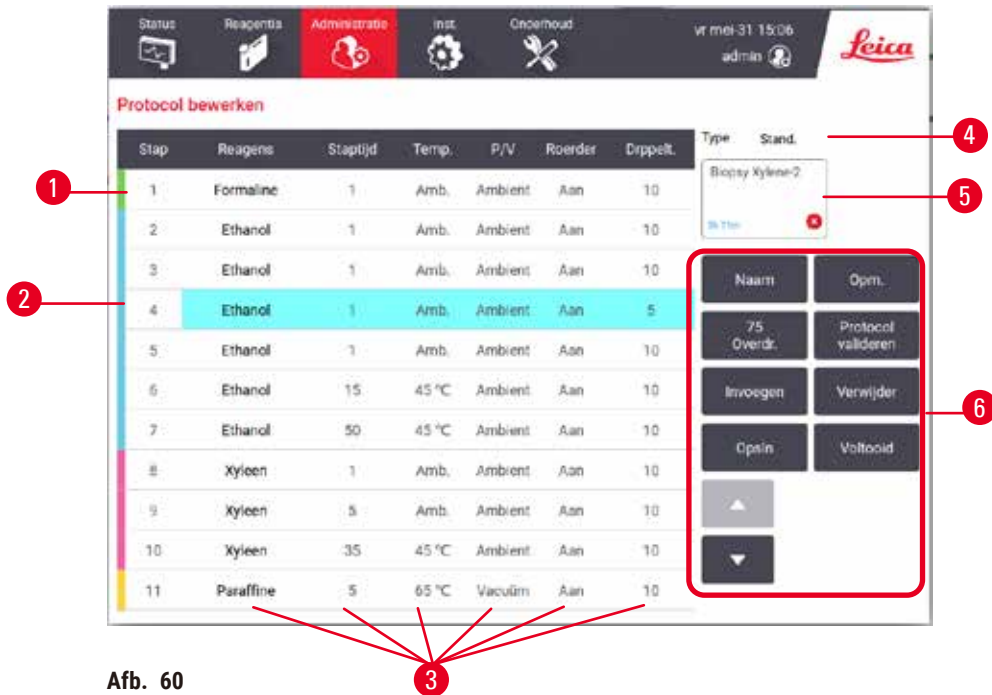 Status Reagentia Administratie Inst. Onderhoud vr mei-31 15:06
admin
Leica
Protocol bewerken
Stap Reagens Staptijd Temp. P/V Roerder Drppelt.
1 Formaline 1 Amb. Ambient Aan 10
2 Ethanol 1 Amb. Ambient Aan 10
3 Ethanol 1 Amb. Ambient Aan 10
4 Ethanol 1 Amb. Ambient Aan 5
5 Ethanol 1 Amb. Ambient Aan 10
6 Ethanol 15 45 °C Ambient Aan 10
7 Ethanol 50 45 °C Ambient Aan 10
8 Xyleen 1 Amb. Ambient Aan 10
9 Xyleen 5 Amb. Ambient Aan 10
10 Xyleen 35 45 °C Ambient Aan 10
11 Paraffine 5 65 °C Vacuüm Aan 10
Type Stand.
Biopsy Xylene-2
Naam Opm.
75 Overdr.
Protocol valideren
Invoegen Verwijder
Opsln Voltooid
1
2
3
4
5
6
Afb. 60